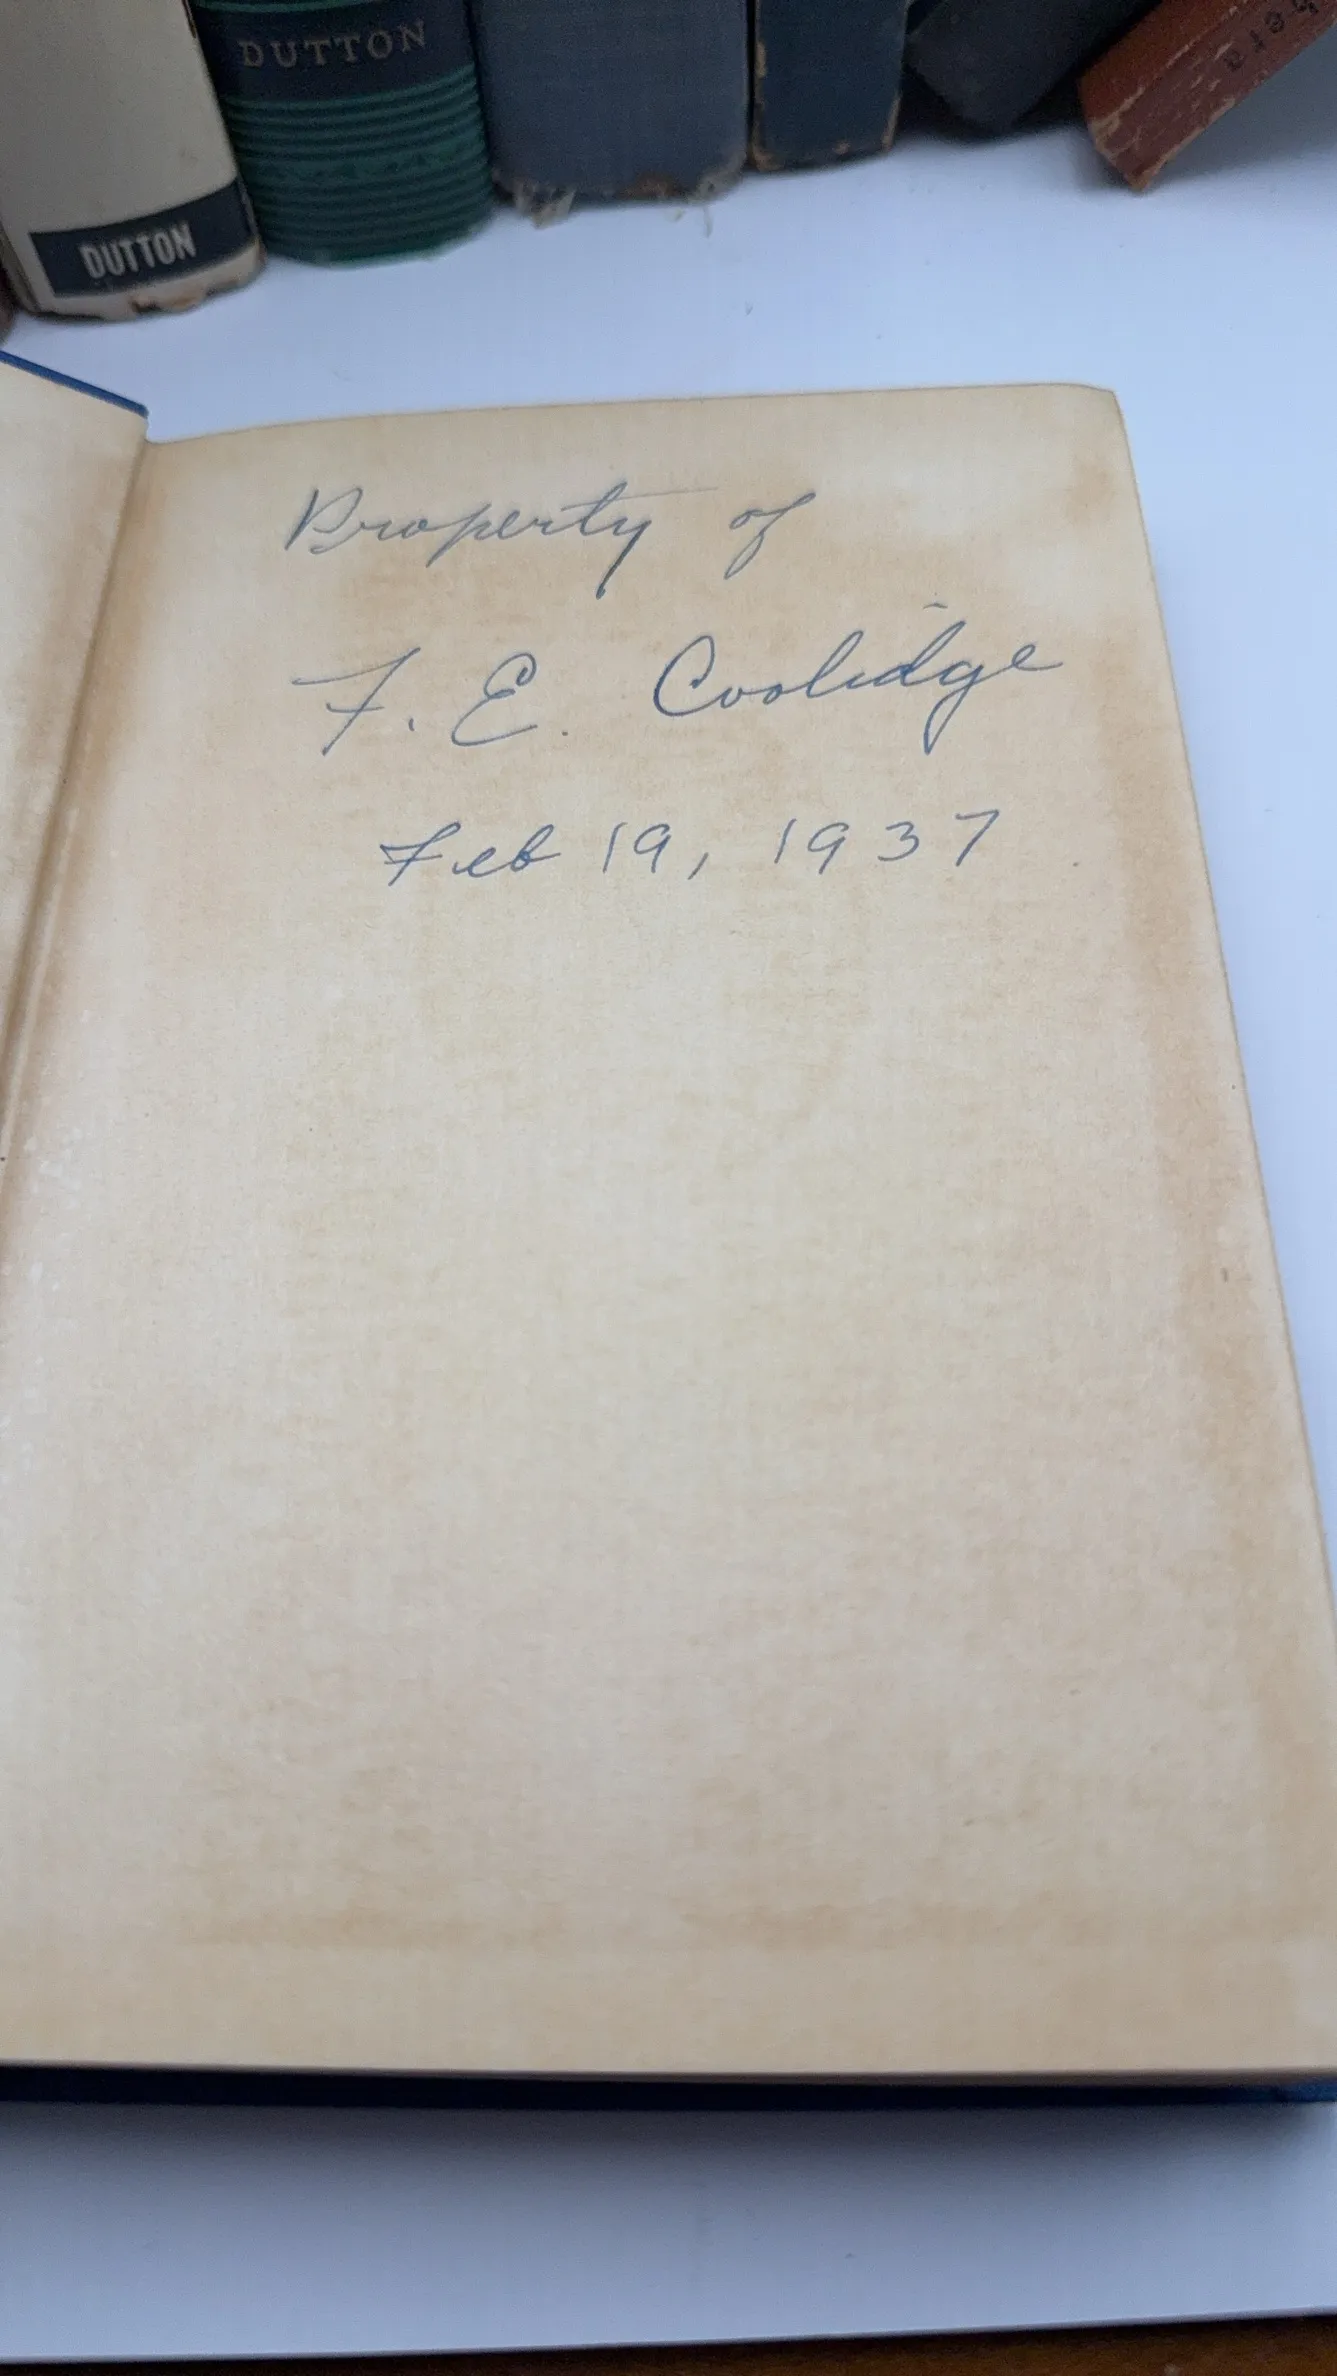 DUTTON
DUTTON
Property of
F. E. Coolidge
Feb 19, 1937